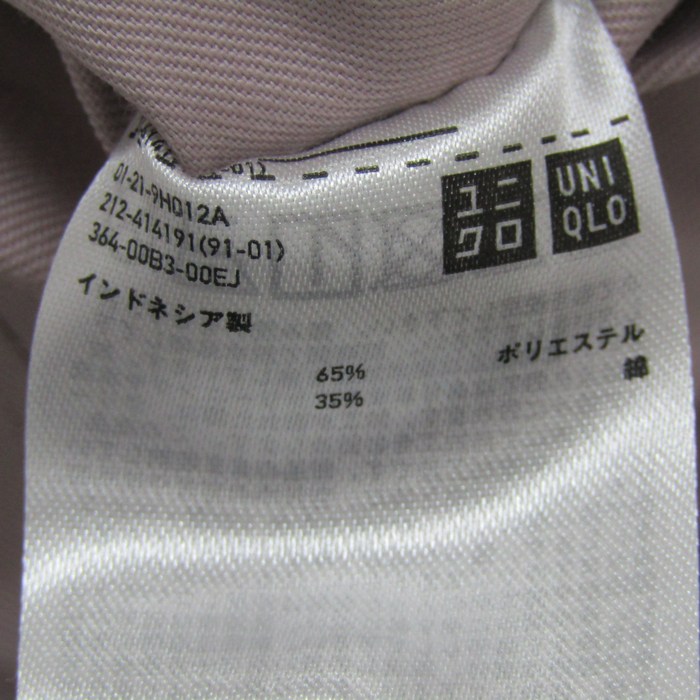 01-21-9H012A
212-414191(91-01)
364-00B3-00EJ
インドネシア製
ユニ
クロ
UNI
QLO
65% ポリエステル
35% 綿